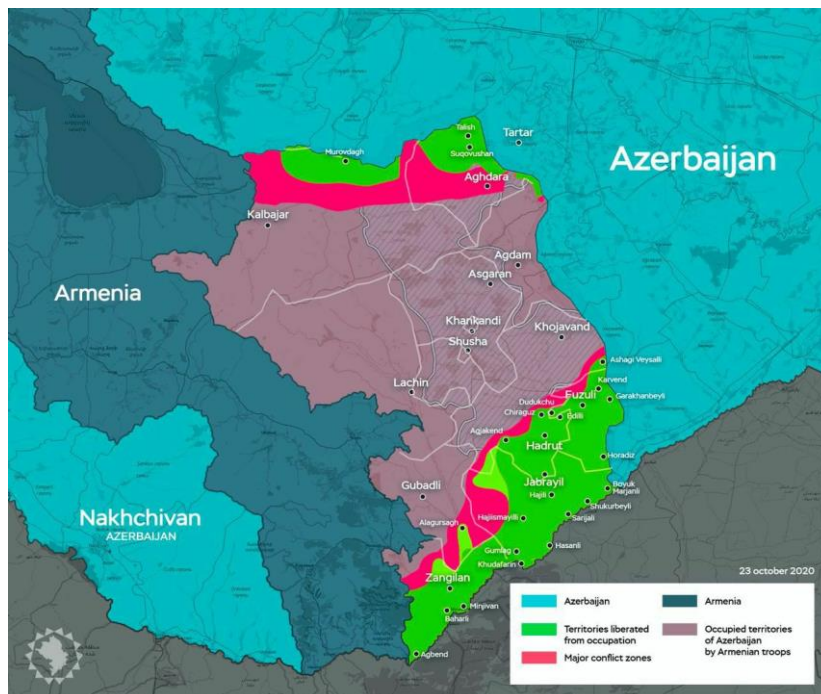 Talish
Tartar
Suqovushan
Murovdagh
Azerbaijan
Aghdara
Kalbajar
Agdam
Asgaran
Armenia
Khankandi
Khojavand
Shusha
Ashagi Veysalli
Lachin
Karvend
Dudukchu
Fuzuli
Garakhanbeyli
Chiraguz
Edilli
Agjakend
Hadrut
Horadiz
Jabrayil
Gubadli
Hajili
Boyuk
Marjanli
Shukurbeyli
Nakhchivan
AZERBAIJAN
Alagursagh
Hajiismayilli
Sarijali
Hasanli
Gumlag
Khudafarin
Zangilan
23 october 2020
Minjivan
Baharli
Agbend
Azerbaijan
Armenia
Territories liberated
from occupation
Occupied territories
of Azerbaijan
by Armenian troops
Major conflict zones